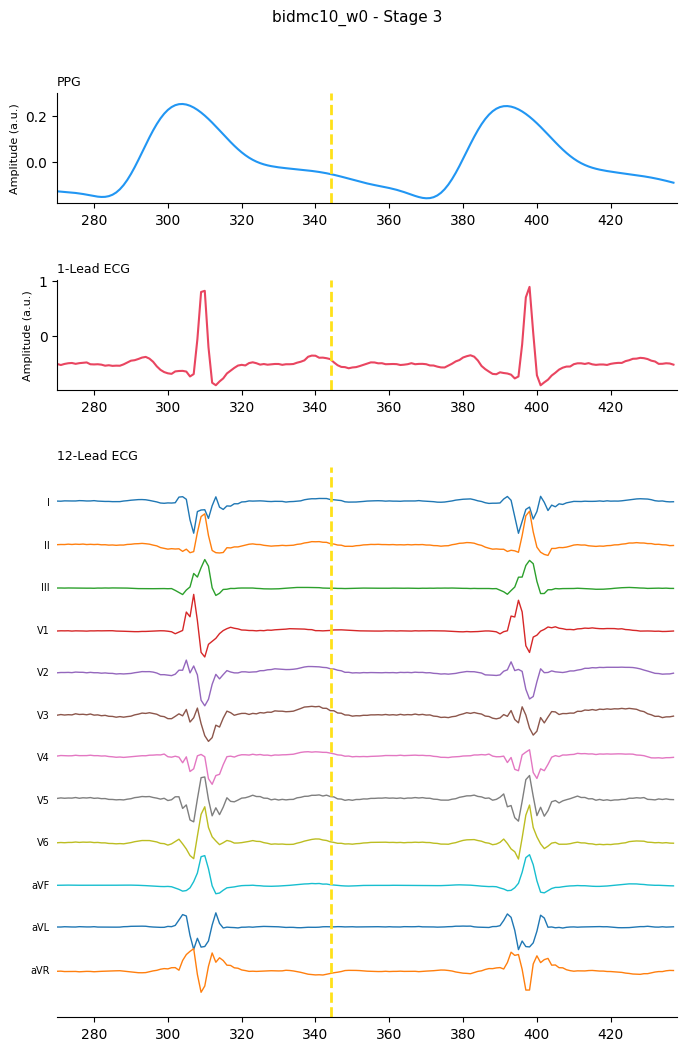 bidmc10_w0 - Stage 3
PPG
Amplitude (a.u.)
0.2
0.0
280 300 320 340 360 380 400 420
1-Lead ECG
Amplitude (a.u.)
1
0
280 300 320 340 360 380 400 420
12-Lead ECG
I
II
III
V1
V2
V3
V4
V5
V6
aVF
aVL
aVR
280 300 320 340 360 380 400 420